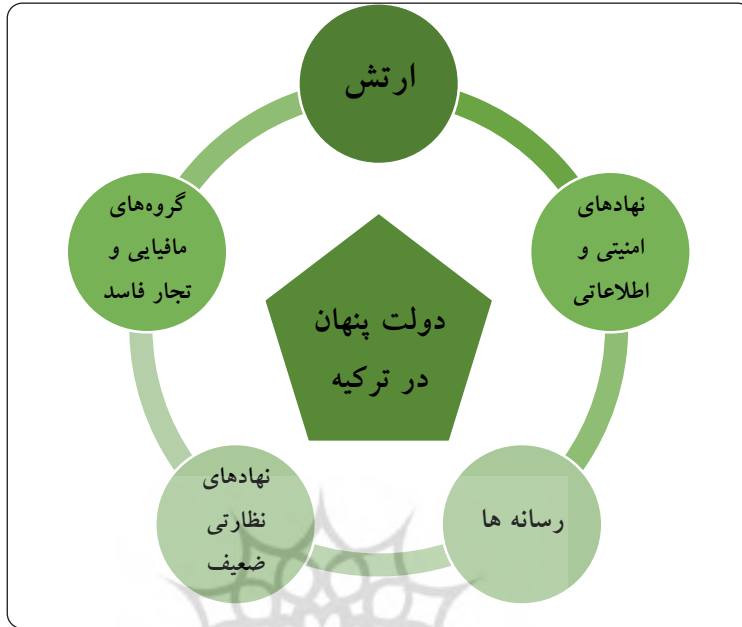 ارتش
نهادهای
امنیتی و
اطلاعاتی
رسانه ها
نهادهای
نظارتی
ضعیف
گروه‌های
مافیایی و
تجار فاسد
دولت پنهان
در ترکیه